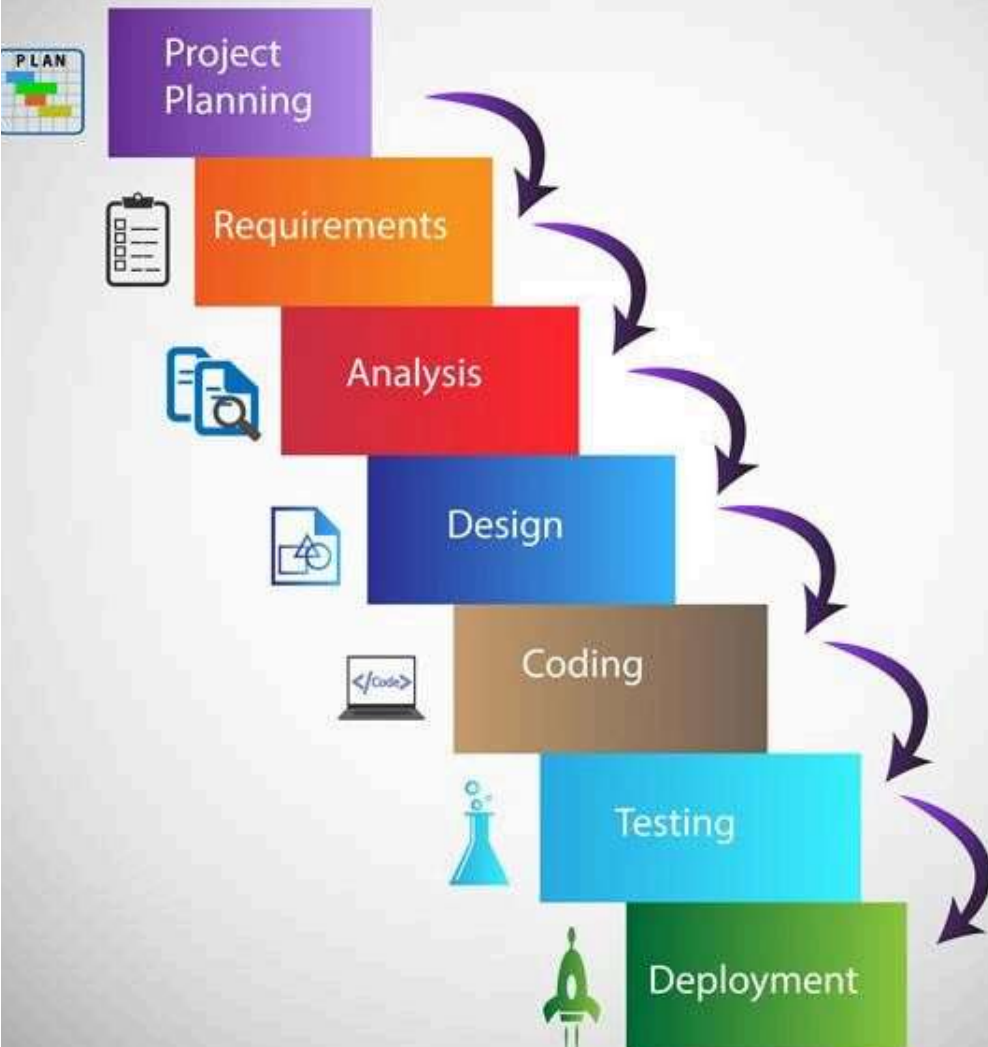 PLAN
Project
Planning
Requirements
Analysis
Design
</Code>
Coding
Testing
Deployment